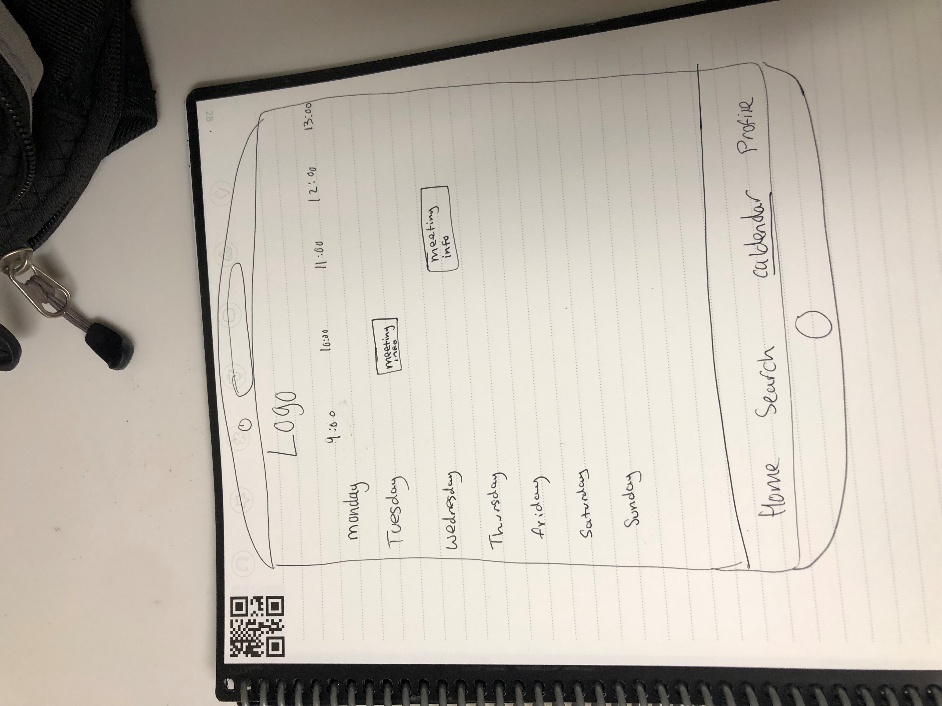 Logo
9:00 10:00 11:00 12:00 13:00
monday
Tuesday
meeting
info
wednesday
meeting
info
Thursday
friday
Saturday
Sunday
Home Search caldendar Profile